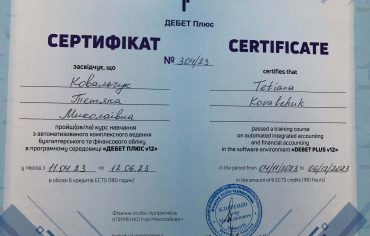 ДЕБЕТ Плюс
СЕРТИФІКАТ
CERTIFICATE
№ 304/23
засвідчує, що
certifies that
Ковальчук
Tetiana
Тетяна
Kovalchuk
Миколаївна
пройш(ов/ла) курс навчання
з автоматизованого комплексного ведення
бухгалтерського та фінансового обліку
в програмному середовищі «ДЕБЕТ ПЛЮС v12»
passed a training course
on automated integrated accounting
and financial accounting
in the software environment "DEBET PLUS v12"
у період з 11.04.23 по 12.06.23
in the period from 04/11/2023 to 06/12/2023
в обсязі 6 кредитів ECTS (180 годин)
in the amount of 6 ECTS credits (180 hours)
Фізична особа підприємець
КЛИМЕНКО Ігор Миколайович